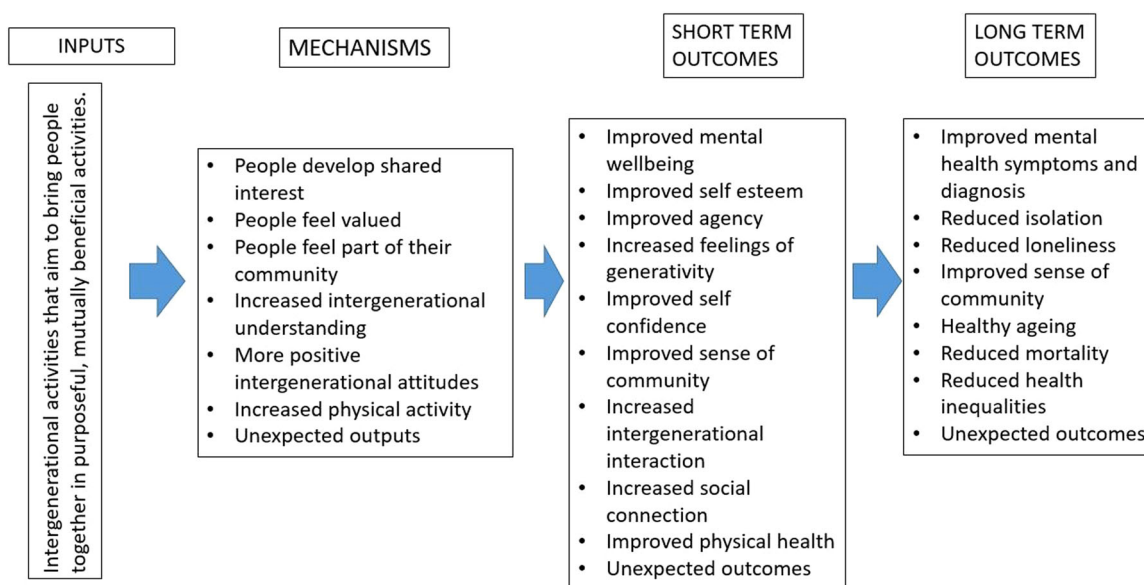 INPUTS
Intergenerational activities that aim to bring people
together in purposeful, mutually beneficial activities.
MECHANISMS
• People develop shared
interest
• People feel valued
• People feel part of their
community
• Increased intergenerational
understanding
• More positive
intergenerational attitudes
• Increased physical activity
• Unexpected outputs
SHORT TERM
OUTCOMES
• Improved mental
wellbeing
• Improved self esteem
• Improved agency
• Increased feelings of
generativity
• Improved self
confidence
• Improved sense of
community
• Increased
intergenerational
interaction
• Increased social
connection
• Improved physical health
• Unexpected outcomes
LONG TERM
OUTCOMES
• Improved mental
health symptoms and
diagnosis
• Reduced isolation
• Reduced loneliness
• Improved sense of
community
• Healthy ageing
• Reduced mortality
• Reduced health
inequalities
• Unexpected outcomes